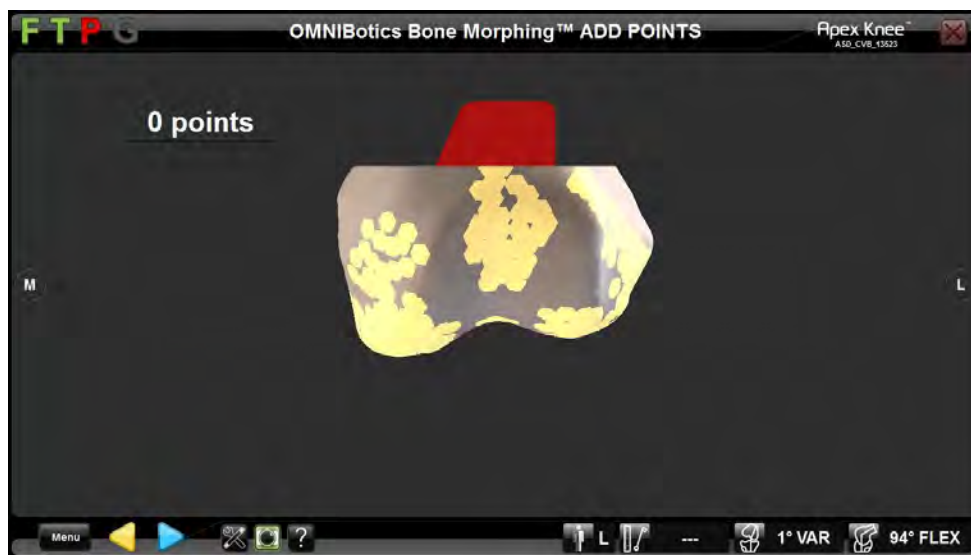 F T P G
OMNIBotics Bone Morphing™ ADD POINTS
Apex Knee™
ASD_CVB_13523
0 points
M
L
Menu
?
L
---
1° VAR
94° FLEX